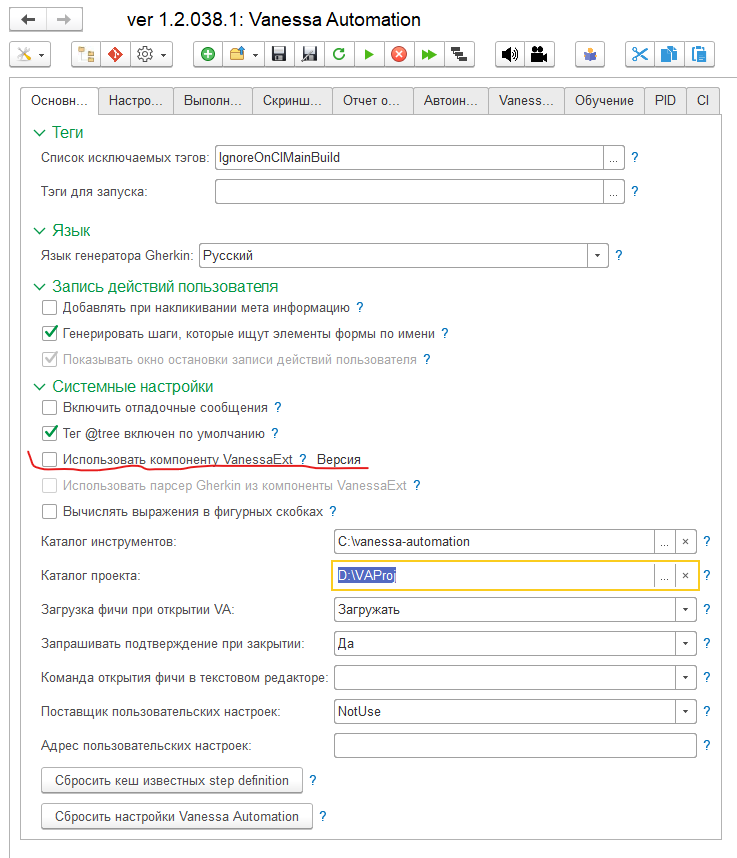 ver 1.2.038.1: Vanessa Automation
Основн... Настро... Выполн... Скринш... Отчет о... Автоин... Vaness... Обучение PID CI
Теги
Список исключаемых тэгов: IgnoreOnCIMainBuild ... ?
Тэги для запуска: ... ?
Язык
Язык генератора Gherkin: Русский ?
Запись действий пользователя
Добавлять при накликивании мета информацию ?
Генерировать шаги, которые ищут элементы формы по имени ?
Показывать окно остановки записи действий пользователя ?
Системные настройки
Включить отладочные сообщения ?
Тег @tree включен по умолчанию ?
Использовать компоненту VanessaExt ? Версия
Использовать парсер Gherkin из компоненты VanessaExt ?
Вычислять выражения в фигурных скобках ?
Каталог инструментов: C:\vanessa-automation ... × ?
Каталог проекта: D:\VAProj ... × ?
Загрузка фичи при открытии VA: Загружать ?
Запрашивать подтверждение при закрытии: Да ?
Команда открытия фичи в текстовом редакторе: ?
Поставщик пользовательских настроек: NotUse ?
Адрес пользовательских настроек: ?
Сбросить кеш известных step definition ?
Сбросить настройки Vanessa Automation ?